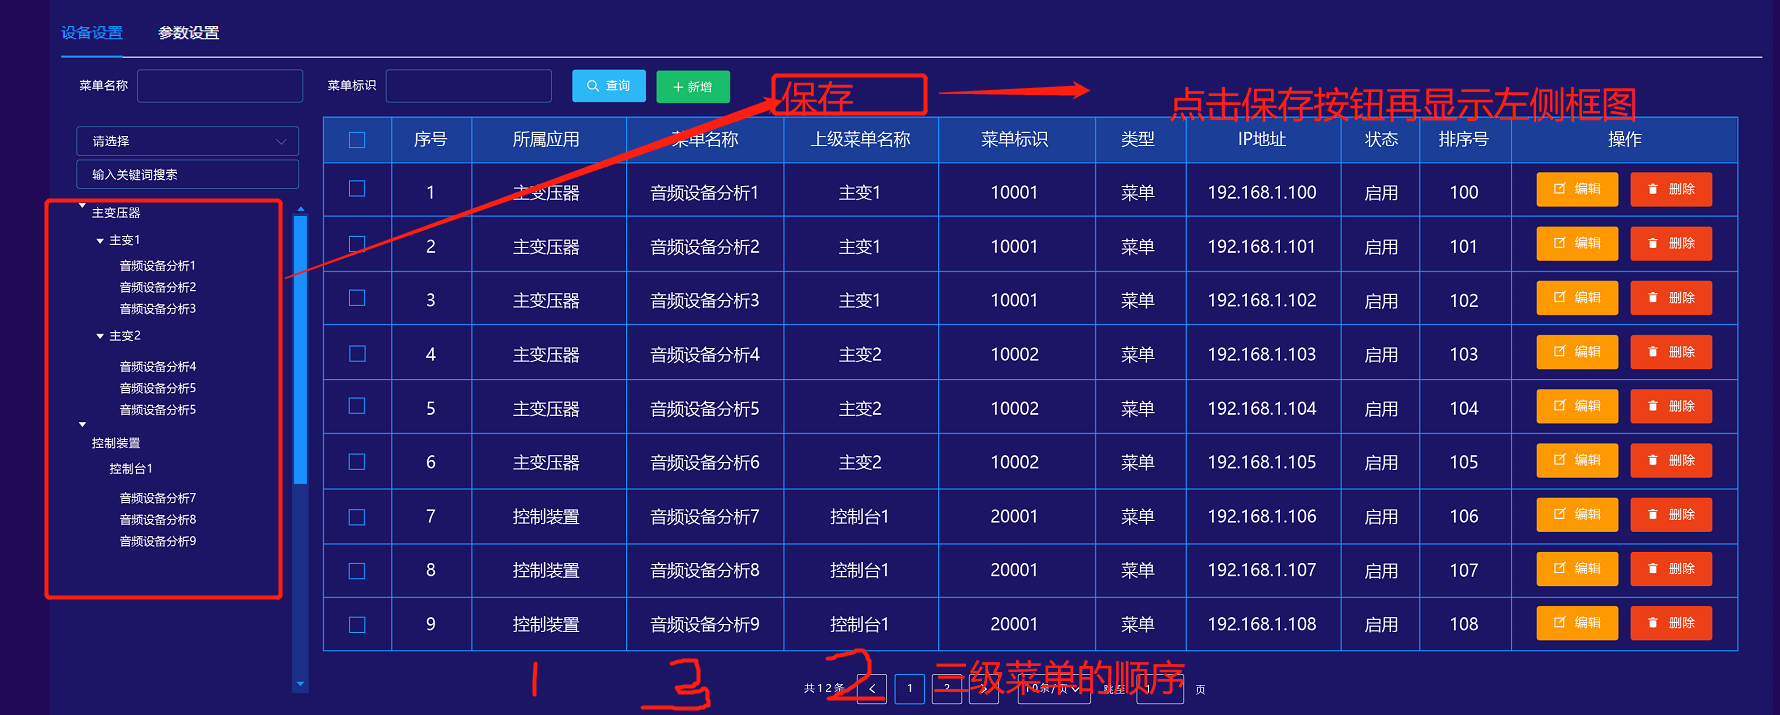 设备设置 参数设置
菜单名称 菜单标识 查询 + 新增 保存
点击保存按钮再显示左侧框图
请选择
输入关键词搜索
主变压器
主变1
音频设备分析1
音频设备分析2
音频设备分析3
主变2
音频设备分析4
音频设备分析5
音频设备分析5
控制装置
控制台1
音频设备分析7
音频设备分析8
音频设备分析9
序号 所属应用 菜单名称 上级菜单名称 菜单标识 类型 IP地址 状态 排序号 操作
1 主变压器 音频设备分析1 主变1 10001 菜单 192.168.1.100 启用 100 编辑 删除
2 主变压器 音频设备分析2 主变1 10001 菜单 192.168.1.101 启用 101 编辑 删除
3 主变压器 音频设备分析3 主变1 10001 菜单 192.168.1.102 启用 102 编辑 删除
4 主变压器 音频设备分析4 主变2 10002 菜单 192.168.1.103 启用 103 编辑 删除
5 主变压器 音频设备分析5 主变2 10002 菜单 192.168.1.104 启用 104 编辑 删除
6 主变压器 音频设备分析6 主变2 10002 菜单 192.168.1.105 启用 105 编辑 删除
7 控制装置 音频设备分析7 控制台1 20001 菜单 192.168.1.106 启用 106 编辑 删除
8 控制装置 音频设备分析8 控制台1 20001 菜单 192.168.1.107 启用 107 编辑 删除
9 控制装置 音频设备分析9 控制台1 20001 菜单 192.168.1.108 启用 108 编辑 删除
1 3 2 三级菜单的顺序
共12条 < 1 2 > 10条/页 跳至 1 页